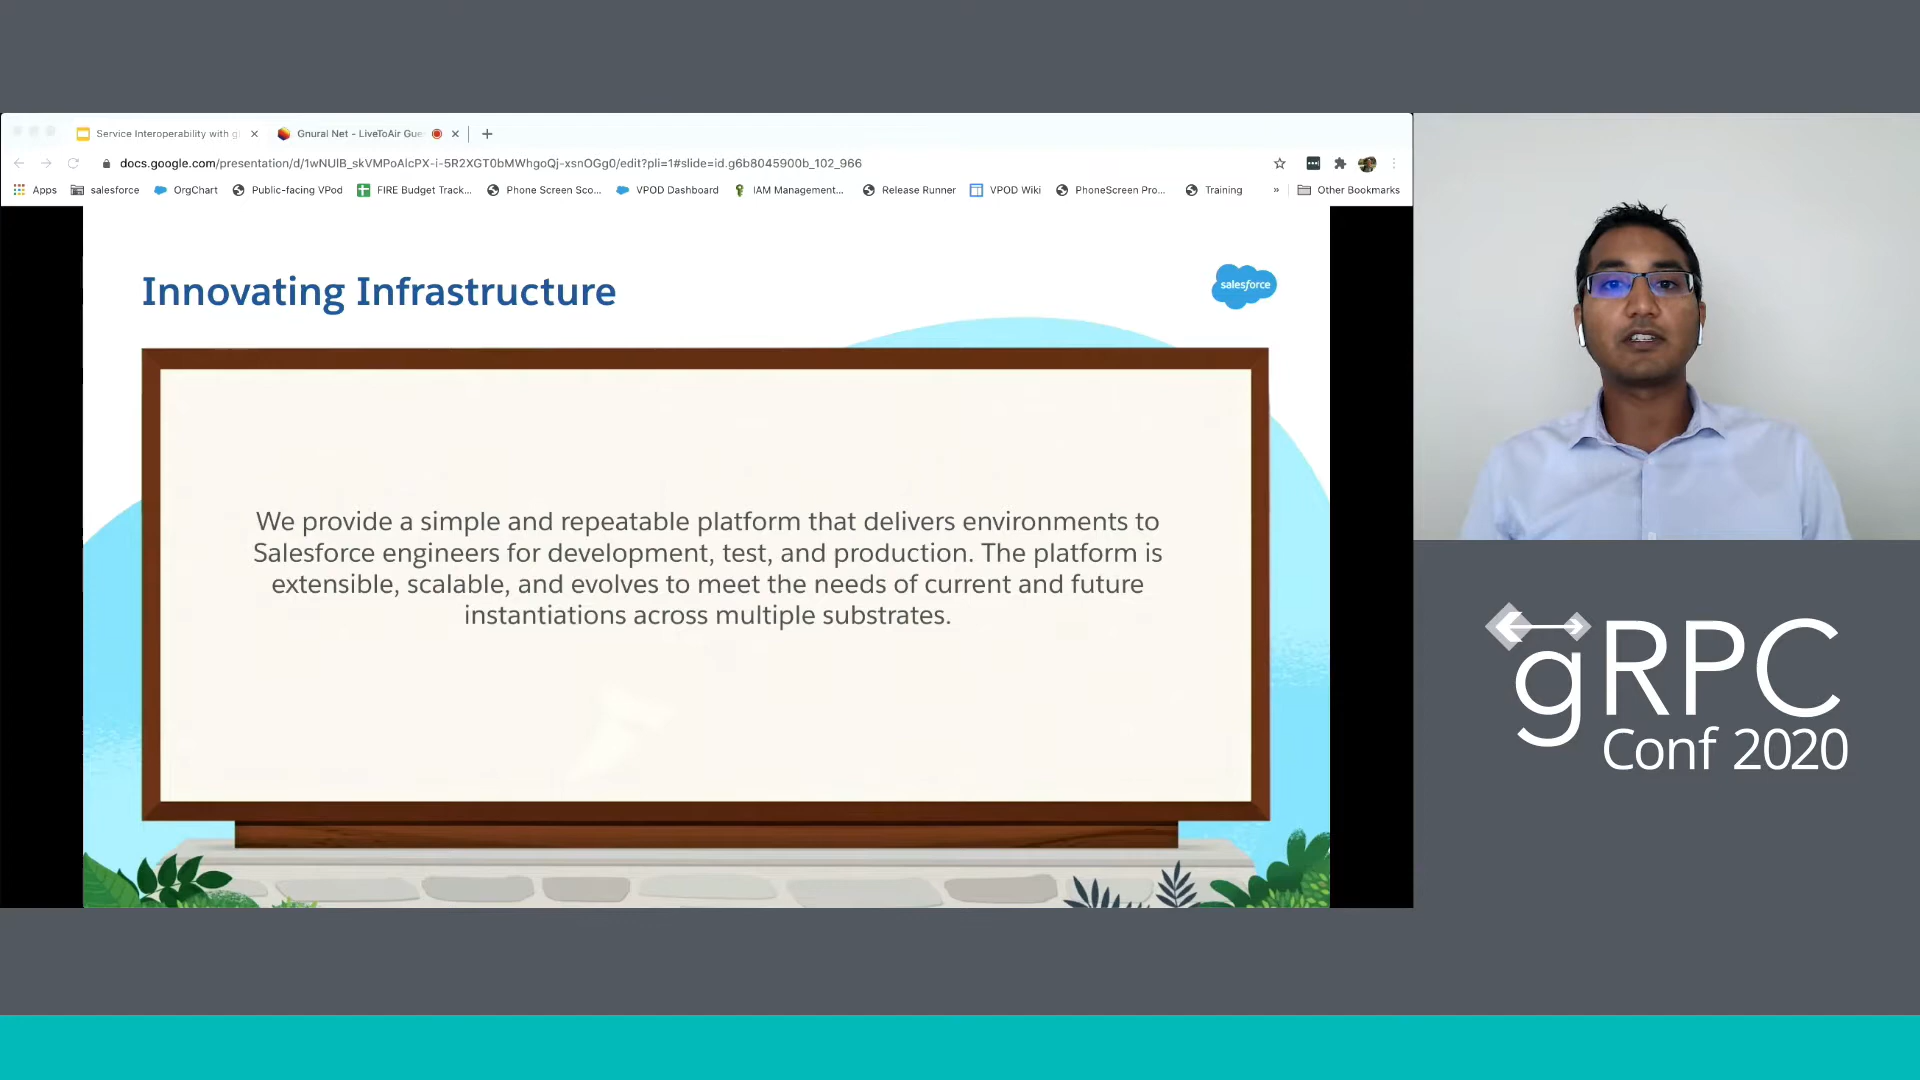 Service Interoperability with g
Gnural Net - LiveToAir Gue
docs.google.com/presentation/d/1wNUIB_skVMPoAlcPX-i-5R2XGT0bMWhgoQj-xsnOGg0/edit?pli=1#slide=id.g6b8045900b_102_966
Apps salesforce OrgChart Public-facing VPod FIRE Budget Track... Phone Screen Sco... VPOD Dashboard IAM Management... Release Runner VPOD Wiki PhoneScreen Pro... Training » Other Bookmarks
Innovating Infrastructure
salesforce
We provide a simple and repeatable platform that delivers environments to
Salesforce engineers for development, test, and production. The platform is
extensible, scalable, and evolves to meet the needs of current and future
instantiations across multiple substrates.
gRPC
Conf 2020